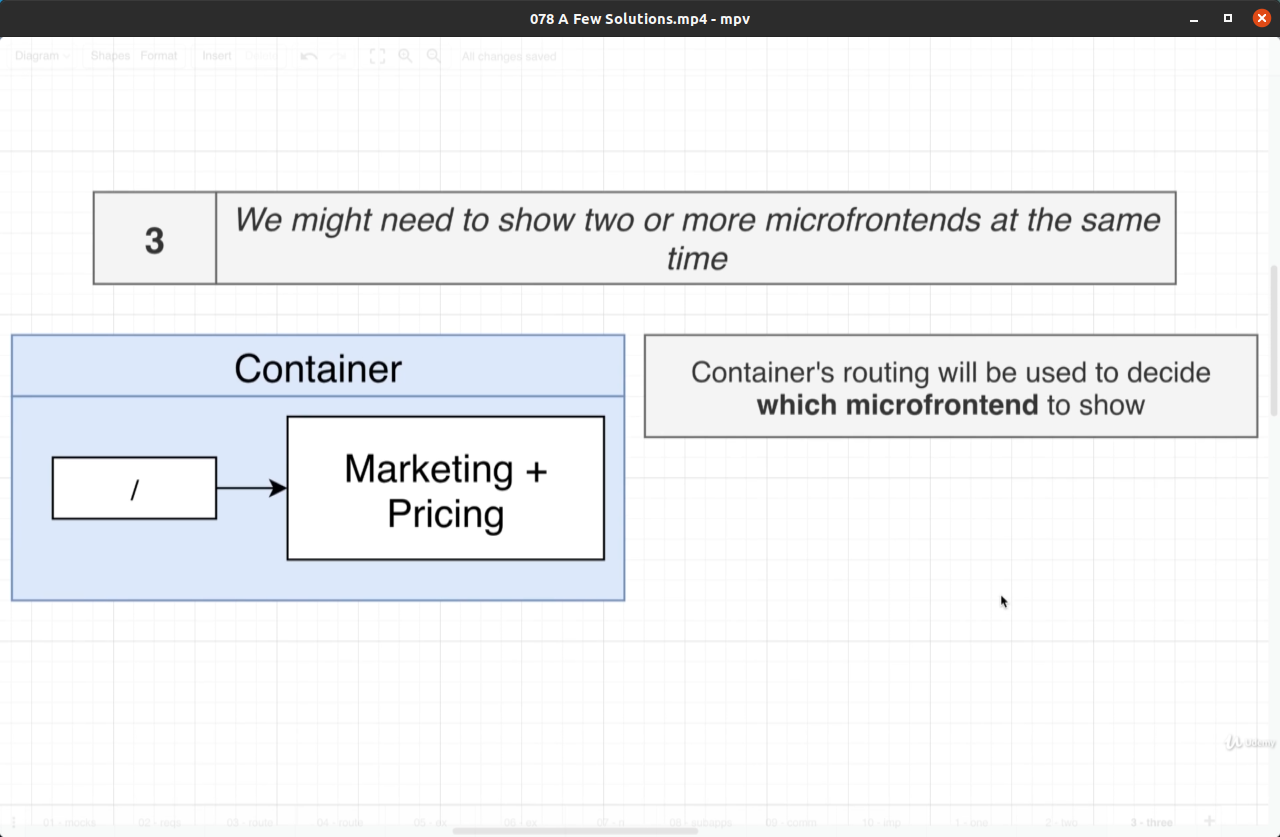 078 A Few Solutions.mp4 - mpv
Diagram Shapes Format Insert Delete All changes saved
3
We might need to show two or more microfrontends at the same
time
Container
/
Marketing +
Pricing
Container's routing will be used to decide
which microfrontend to show
Udemy
01 - mocks 02 - reqs 03 - route 04 - route 05 - ex 06 - ex 08 - subapps 09 - comm 10 - imp 1 - one 2 - two 3 - three